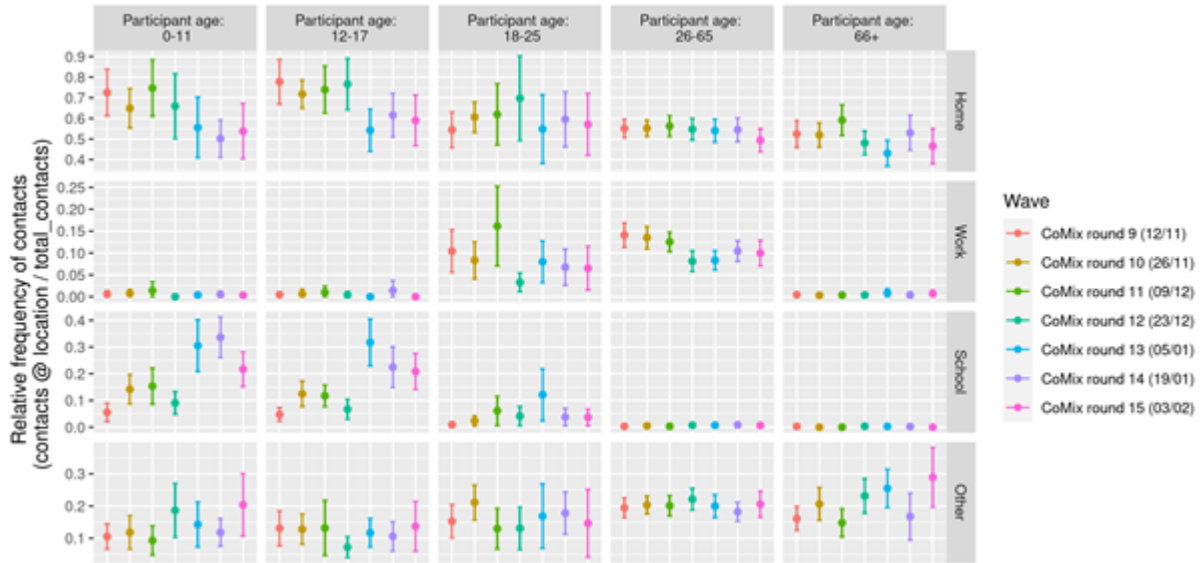 Participant age:
0-11
Participant age:
12-17
Participant age:
18-25
Participant age:
26-65
Participant age:
66+
Relative frequency of contacts
(contacts @ location / total_contacts)
0.9
0.8
0.7
0.6
0.5
0.4
Home
0.25
0.20
0.15
0.10
0.05
0.00
Work
0.4
0.3
0.2
0.1
0.0
School
0.3
0.2
0.1
Other
Wave
CoMix round 9 (12/11)
CoMix round 10 (26/11)
CoMix round 11 (09/12)
CoMix round 12 (23/12)
CoMix round 13 (05/01)
CoMix round 14 (19/01)
CoMix round 15 (03/02)